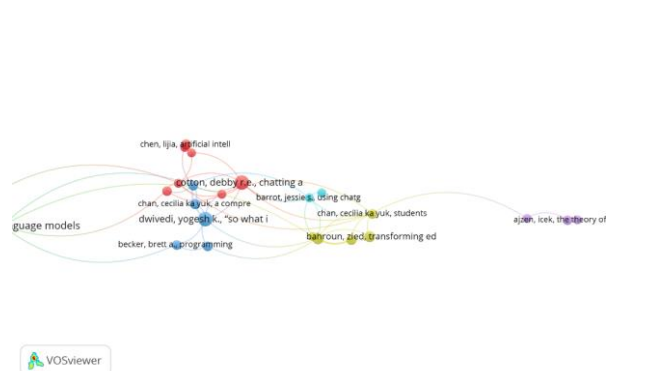 chen, lijia, artificial intell
cotton, debby r.e., chatting a
barrot, jessie s., using chatg
chan, cecilia ka yuk, a compre
chan, cecilia ka yuk, students
dwivedi, yogesh k., "so what i
ajzen, icek, the theory of
guage models
bahroun, zied, transforming ed
becker, brett a., programming
VOSviewer